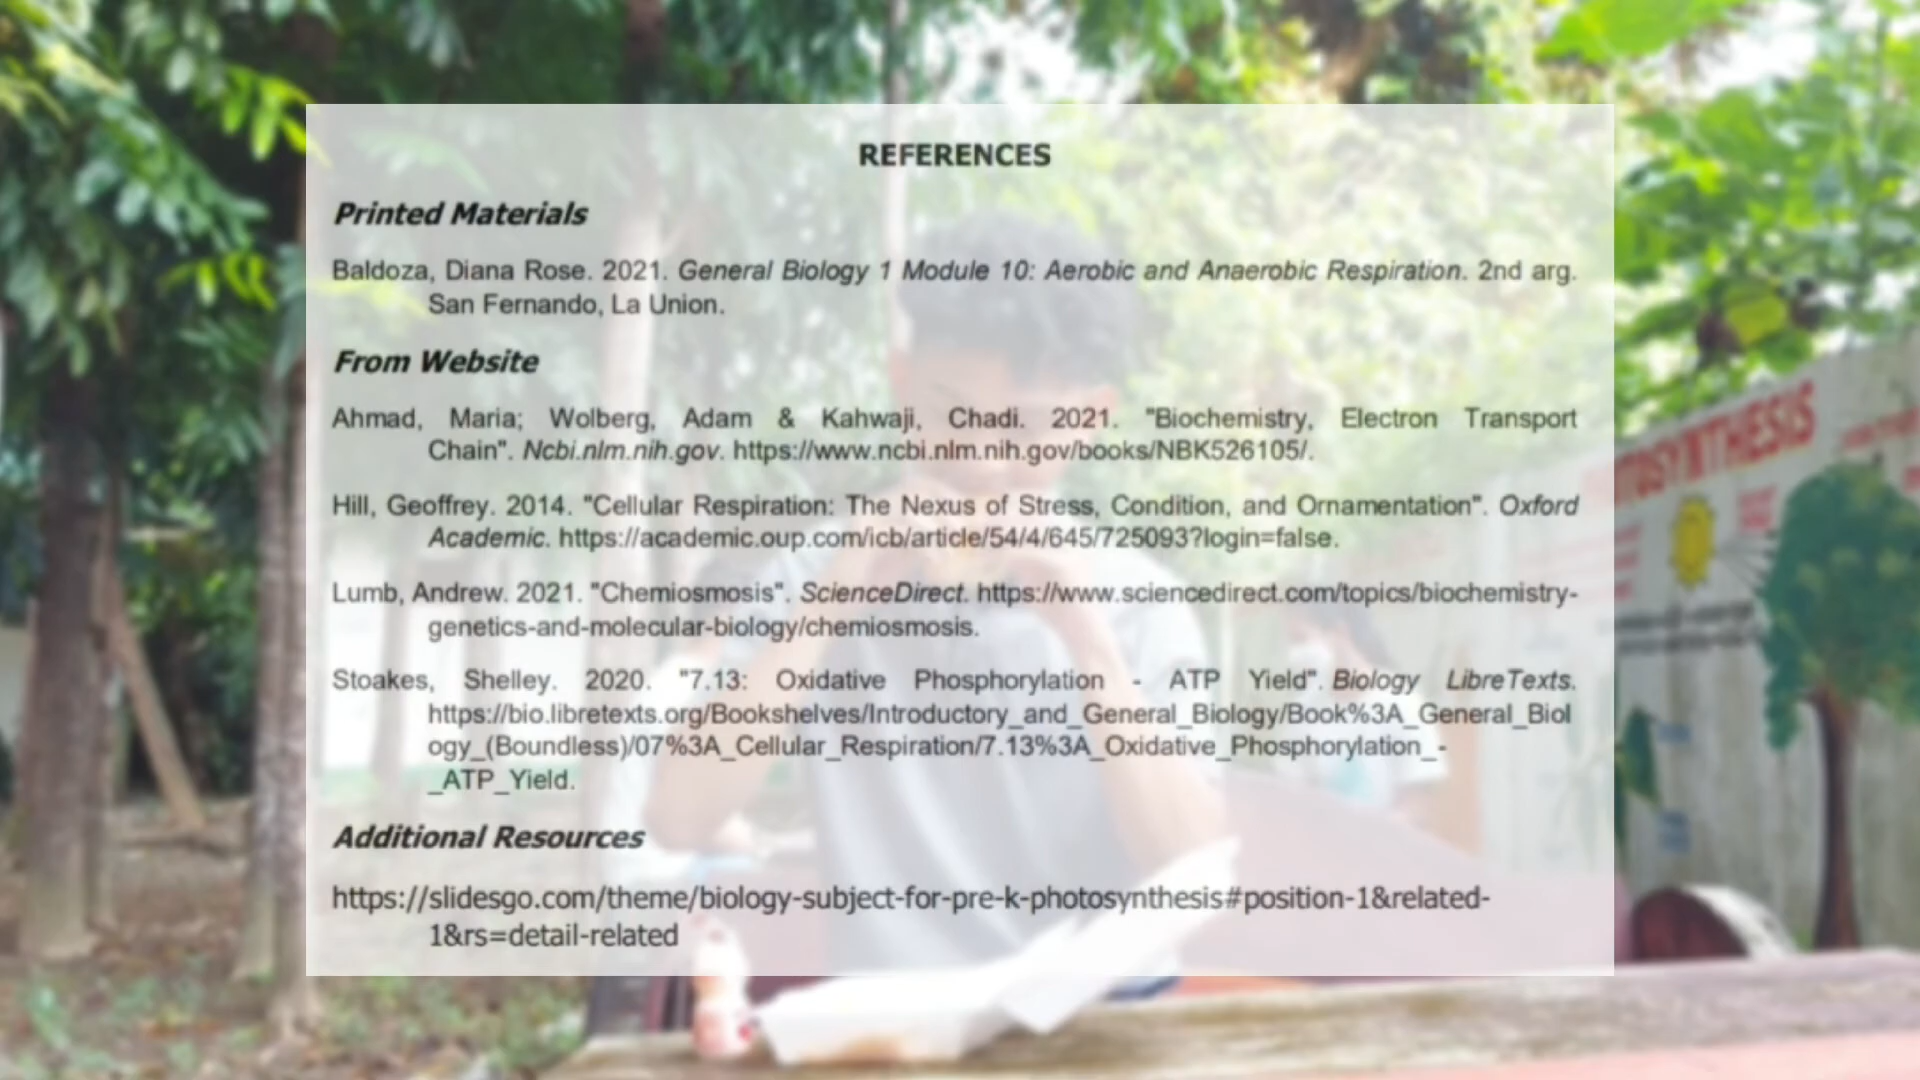 REFERENCES
Printed Materials
Baldoza, Diana Rose. 2021. General Biology 1 Module 10: Aerobic and Anaerobic Respiration. 2nd arg.
San Fernando, La Union.
From Website
Ahmad, Maria; Wolberg, Adam & Kahwaji, Chadi. 2021. "Biochemistry, Electron Transport
Chain". Ncbi.nlm.nih.gov. https://www.ncbi.nlm.nih.gov/books/NBK526105/.
Hill, Geoffrey. 2014. "Cellular Respiration: The Nexus of Stress, Condition, and Ornamentation". Oxford
Academic. https://academic.oup.com/icb/article/54/4/645/725093?login=false.
Lumb, Andrew. 2021. "Chemiosmosis". ScienceDirect. https://www.sciencedirect.com/topics/biochemistry-
genetics-and-molecular-biology/chemiosmosis.
Stoakes, Shelley. 2020. "7.13: Oxidative Phosphorylation - ATP Yield". Biology LibreTexts.
https://bio.libretexts.org/Bookshelves/Introductory_and_General_Biology/Book%3A_General_Biol
ogy_(Boundless)/07%3A_Cellular_Respiration/7.13%3A_Oxidative_Phosphorylation_-
_ATP_Yield.
Additional Resources
https://slidesgo.com/theme/biology-subject-for-pre-k-photosynthesis#position-1&related-
1&rs=detail-related